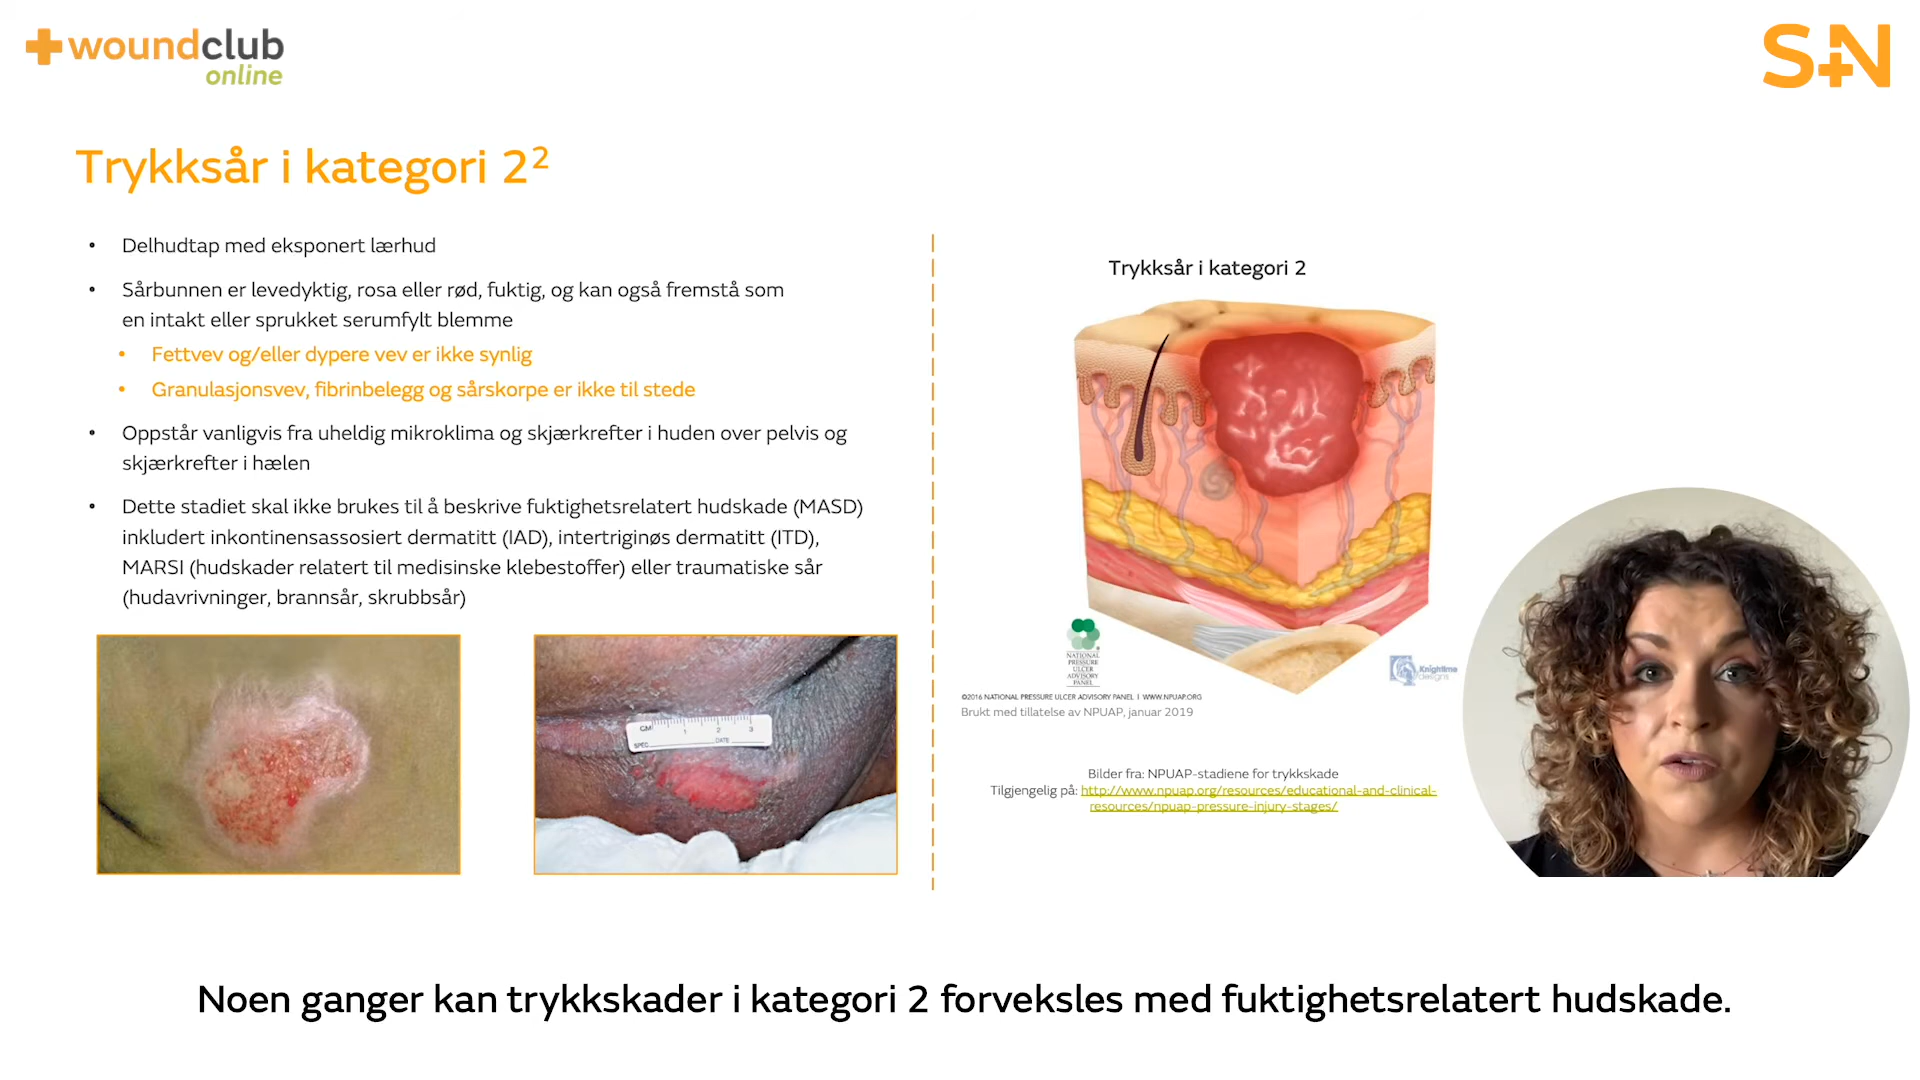 woundclub
online
S+N
Trykksår i kategori 2²
• Delhudtap med eksponert lærhud
• Sårbunnen er levedyktig, rosa eller rød, fuktig, og kan også fremstå som
en intakt eller sprukket serumfylt blemme
• Fettvev og/eller dypere vev er ikke synlig
• Granulasjonsvev, fibrinbelegg og sårskorpe er ikke til stede
• Oppstår vanligvis fra uheldig mikroklima og skjærkrefter i huden over pelvis og
skjærkrefter i hælen
• Dette stadiet skal ikke brukes til å beskrive fuktighetsrelatert hudskade (MASD)
inkludert inkontinensassosiert dermatitt (IAD), intertriginøs dermatitt (ITD),
MARSI (hudskader relatert til medisinske klebestoffer) eller traumatiske sår
(hudavrivninger, brannsår, skrubbsår)
CM 1 2 3
SPEC DATE
Trykksår i kategori 2
NATIONAL
PRESSURE
ULCER
ADVISORY
PANEL
Knightime
designs
©2016 NATIONAL PRESSURE ULCER ADVISORY PANEL | WWW.NPUAP.ORG
Brukt med tillatelse av NPUAP, januar 2019
Bilder fra: NPUAP-stadiene for trykkskade
Tilgjengelig på: http://www.npuap.org/resources/educational-and-clinical-
resources/npuap-pressure-injury-stages/
Noen ganger kan trykkskader i kategori 2 forveksles med fuktighetsrelatert hudskade.